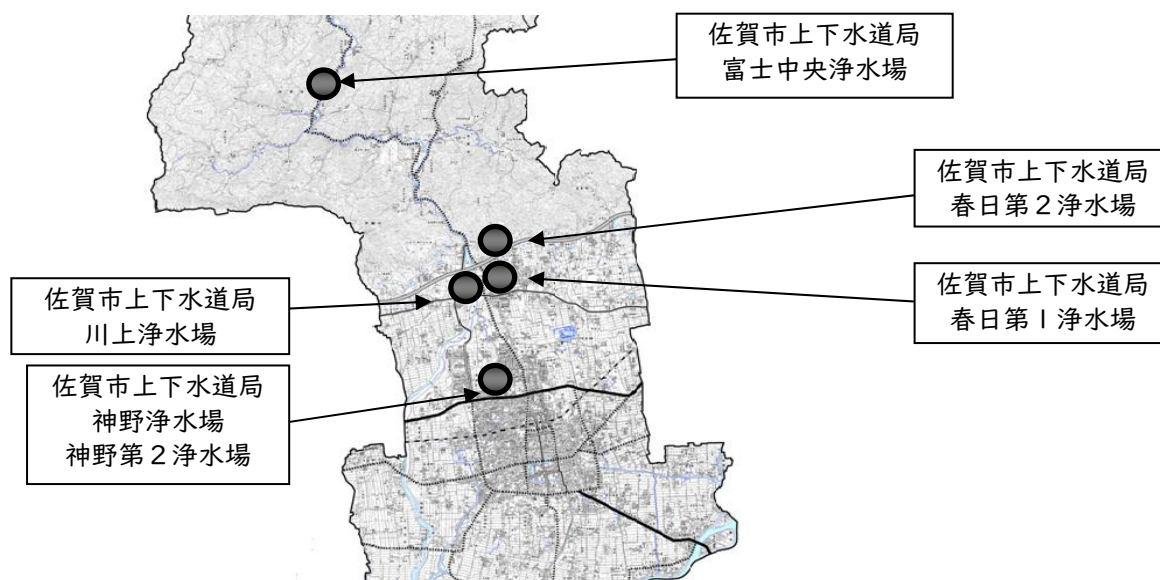 佐賀市上下水道局
富士中央浄水場
佐賀市上下水道局
春日第２浄水場
佐賀市上下水道局
春日第１浄水場
佐賀市上下水道局
川上浄水場
佐賀市上下水道局
神野浄水場
神野第２浄水場